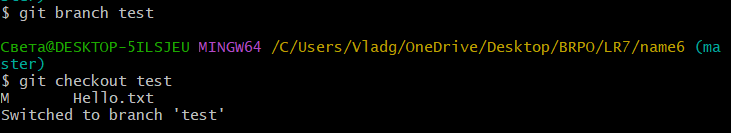 $ git branch test
Света@DESKTOP-5ILSJEU MINGW64 /C/Users/Vladg/OneDrive/Desktop/BRPO/LR7/name6 (ma
ster)
$ git checkout test
M       Hello.txt
Switched to branch 'test'